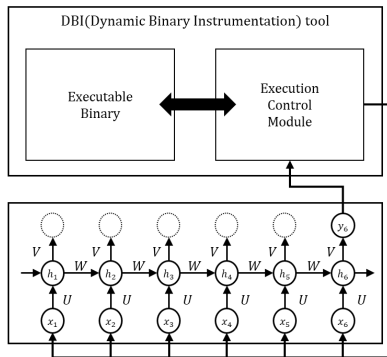 DBI(Dynamic Binary Instrumentation) tool
Executable
Binary
Execution
Control
Module
y₆
V V V V V V
h₁ W h₂ W h₃ W h₄ W h₅ W h₆
U U U U U U
x₁ x₂ x₃ x₄ x₅ x₆